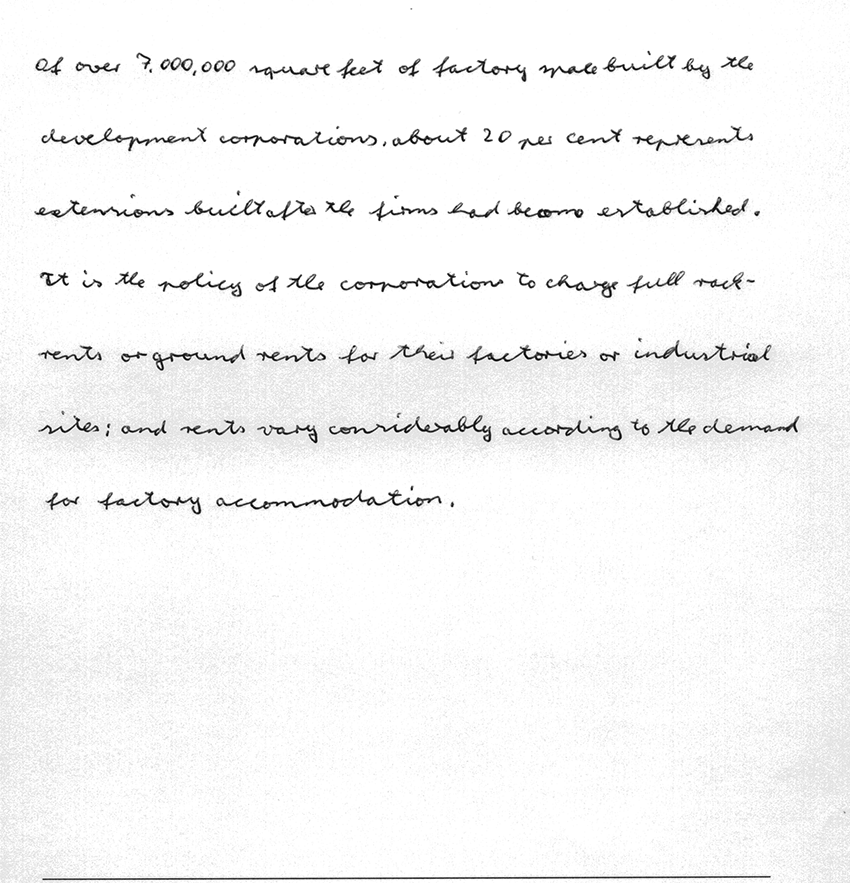 Of over 7,000,000 square feet of factory space built by the
development corporations, about 20 per cent represents
extensions built after the firms had become established.
It is the policy of the corporations to charge full rack-
rents or ground rents for their factories or industrial
sites; and rents vary considerably according to the demand
for factory accommodation.